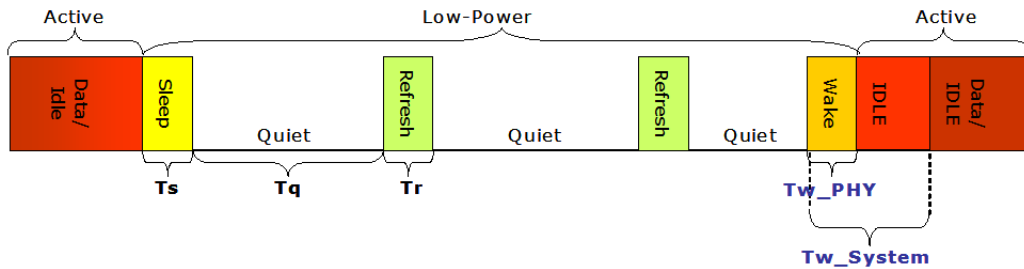 Active
Low-Power
Active
Data/
Idle
Sleep
Quiet
Refresh
Quiet
Refresh
Quiet
Wake
IDLE
Data/
IDLE
Ts
Tq
Tr
Tw_PHY
Tw_System